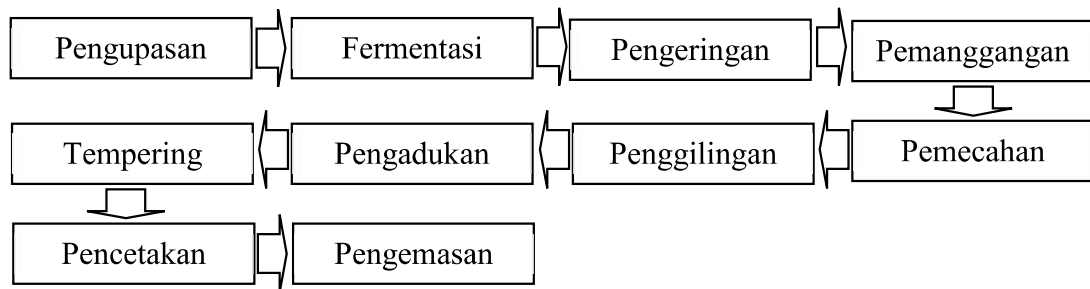 Pengupasan
Fermentasi
Pengeringan
Pemanggangan
Pemecahan
Penggilingan
Pengadukan
Tempering
Pencetakan
Pengemasan